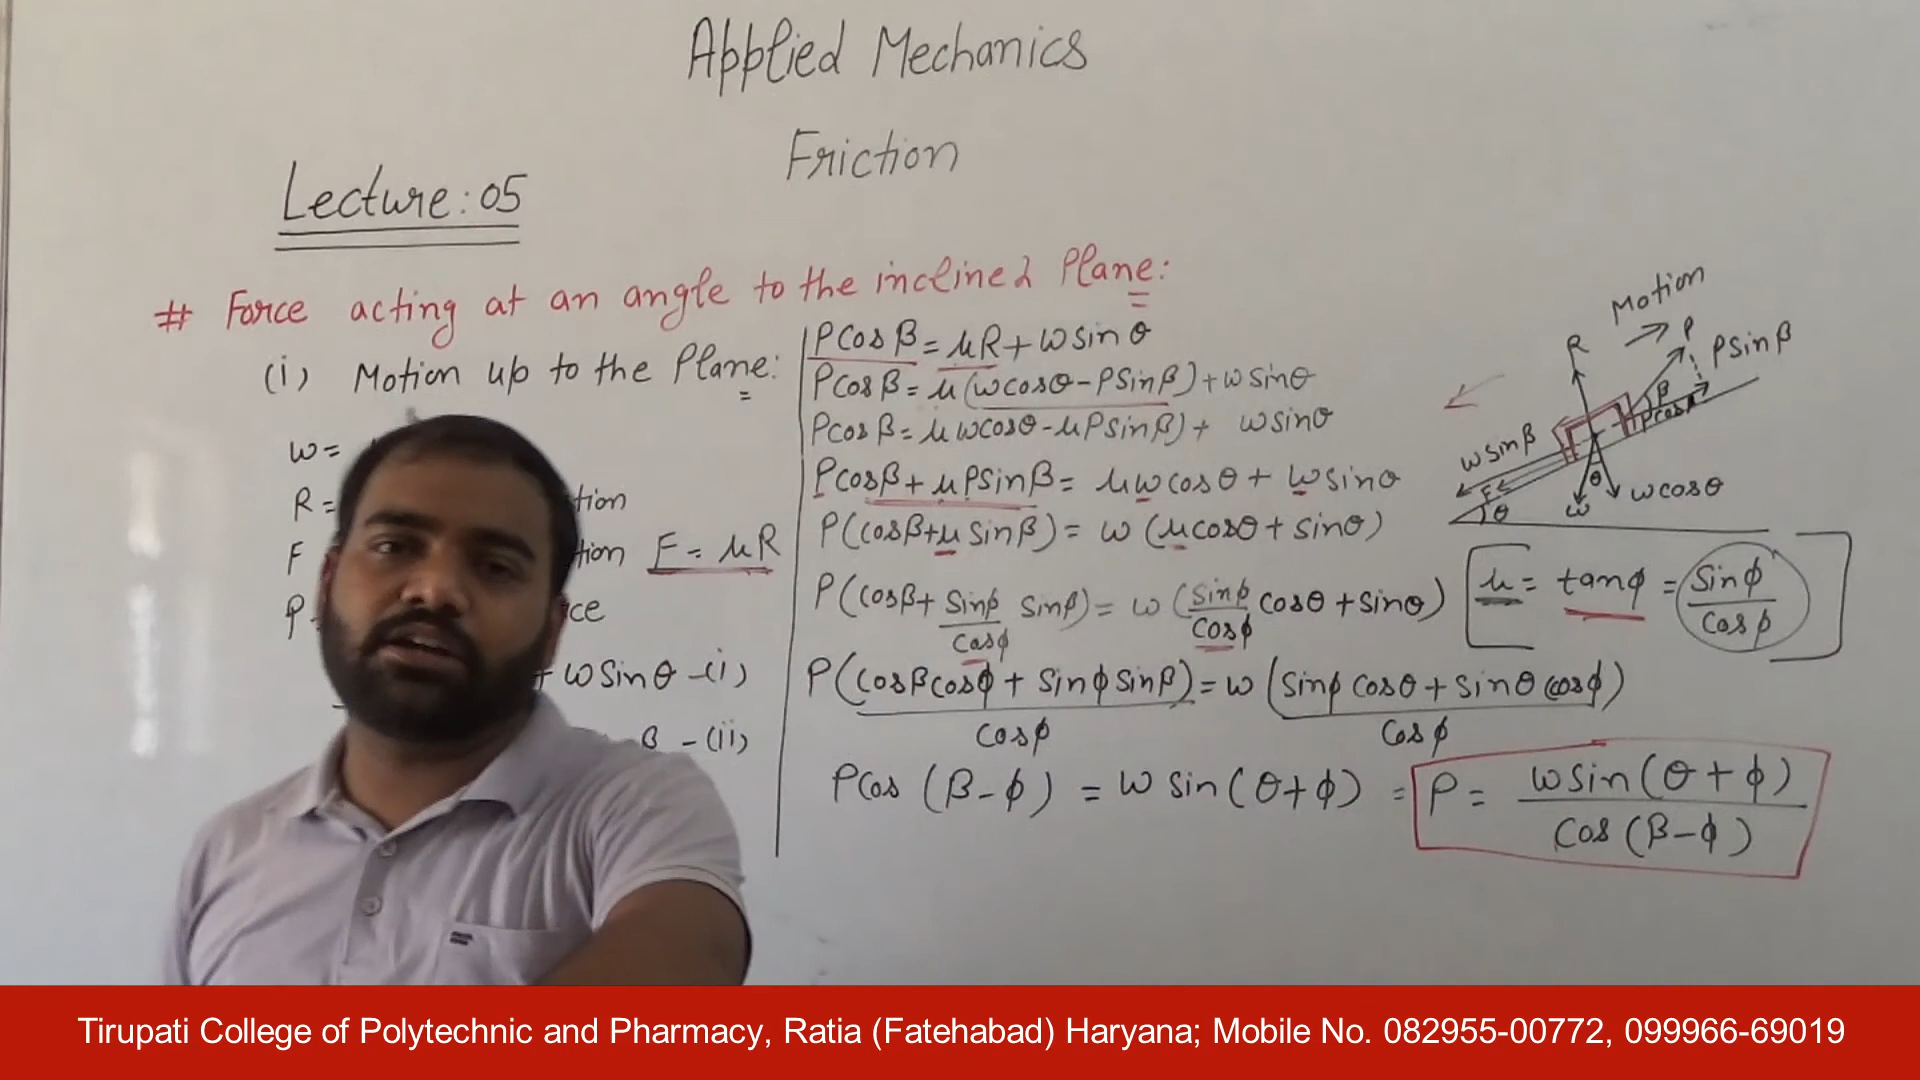 Applied Mechanics
Friction
Lecture: 05
# Force acting at an angle to the inclined Plane:
(i) Motion up to the Plane:
W =
R = tion
F tion F = μR
P ce
+ W Sin θ -(i)
β -(ii)
P Cos β = μR + W sin θ
P Cos β = μ (W cos θ - P Sin β) + W Sin θ
P cos β = μ W cos θ - μ P Sin β) + W sin θ
P cos β + μ P sin β = μ W cos θ + W sin θ
P (cos β + μ Sin β) = W (μ cos θ + Sin θ)
P (cos β + Sin ϕ / Cos ϕ Sin β) = W (Sin ϕ / Cos ϕ Cos θ + Sin θ)
μ = tan ϕ = Sin ϕ / Cos ϕ
P (Cos β cos ϕ + Sin ϕ Sin β) / Cos ϕ = W (Sin ϕ Cos θ + Sin θ Cos ϕ) / Cos ϕ
P Cos (β - ϕ) = W Sin (θ + ϕ) = P = W Sin (θ + ϕ) / Cos (β - ϕ)
Motion
R
P
P Sin β
β
P cos β
W sin β
F
θ
θ
W
W cos θ
Tirupati College of Polytechnic and Pharmacy, Ratia (Fatehabad) Haryana; Mobile No. 082955-00772, 099966-69019